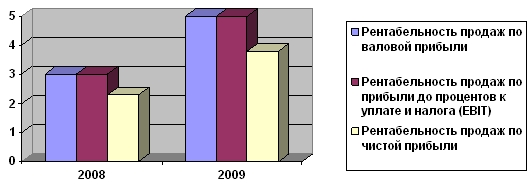 5
4
3
2
1
0
2008
2009
Рентабельность продаж по
валовой прибыли
Рентабельность продаж по
прибыли до процентов к
уплате и налога (EBIT)
Рентабельность продаж по
чистой прибыли